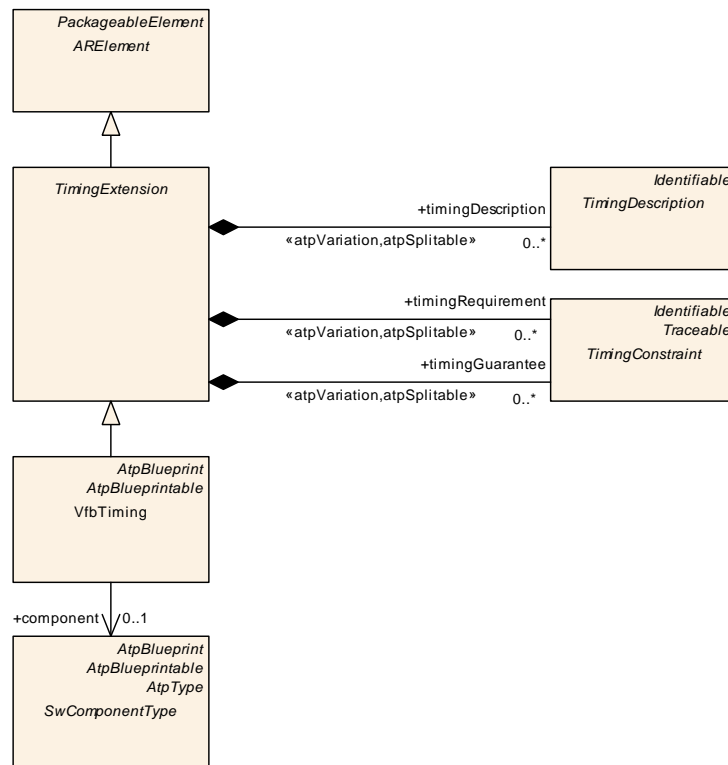 PackageableElement
ARElement
TimingExtension
Identifiable
TimingDescription
+timingDescription
«atpVariation,atpSplitable»
0..*
+timingRequirement
«atpVariation,atpSplitable»
0..*
Identifiable
Traceable
TimingConstraint
+timingGuarantee
«atpVariation,atpSplitable»
0..*
AtpBlueprint
AtpBlueprintable
VfbTiming
+component
0..1
AtpBlueprint
AtpBlueprintable
AtpType
SwComponentType